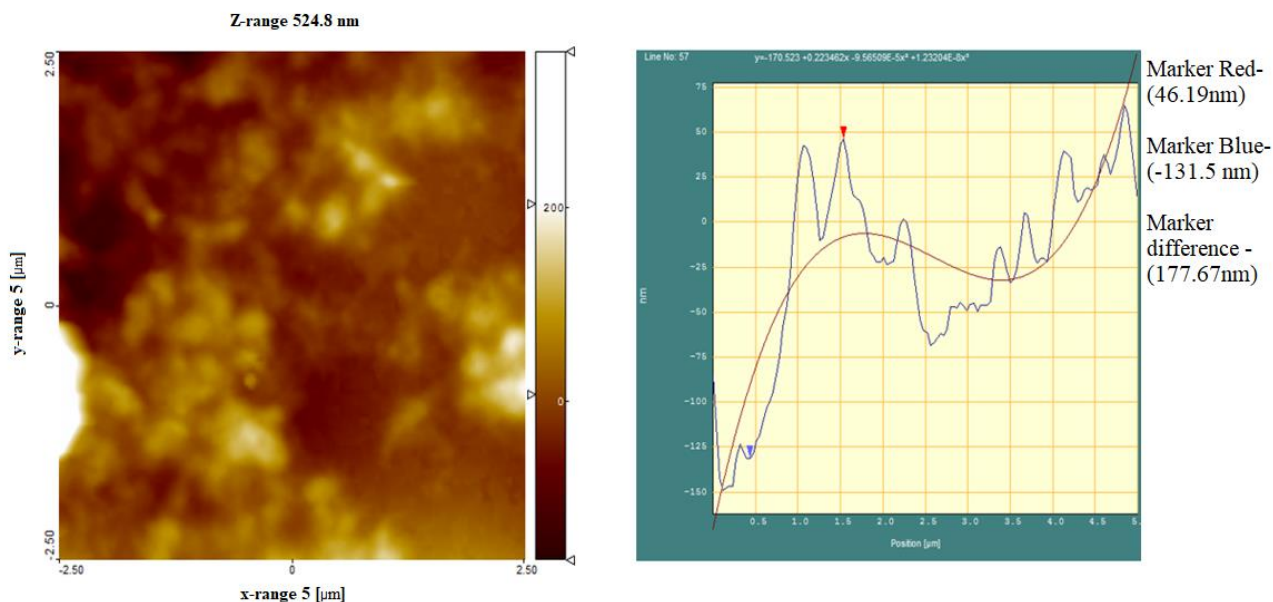 Z-range 524.8 nm
2.50
y-range 5 [µm]
0
-2.50
-2.50
0
2.50
x-range 5 [µm]
200
0
Line No: 57
y=-170.523 +0.223462x -9.56509E-5x² +1.23204E-8x³
75
50
25
0
-25
-50
-75
-100
-125
-150
nm
0.5
1.0
1.5
2.0
2.5
3.0
3.5
4.0
4.5
5.
Position [µm]
Marker Red-
(46.19nm)
Marker Blue-
(-131.5 nm)
Marker
difference -
(177.67nm)